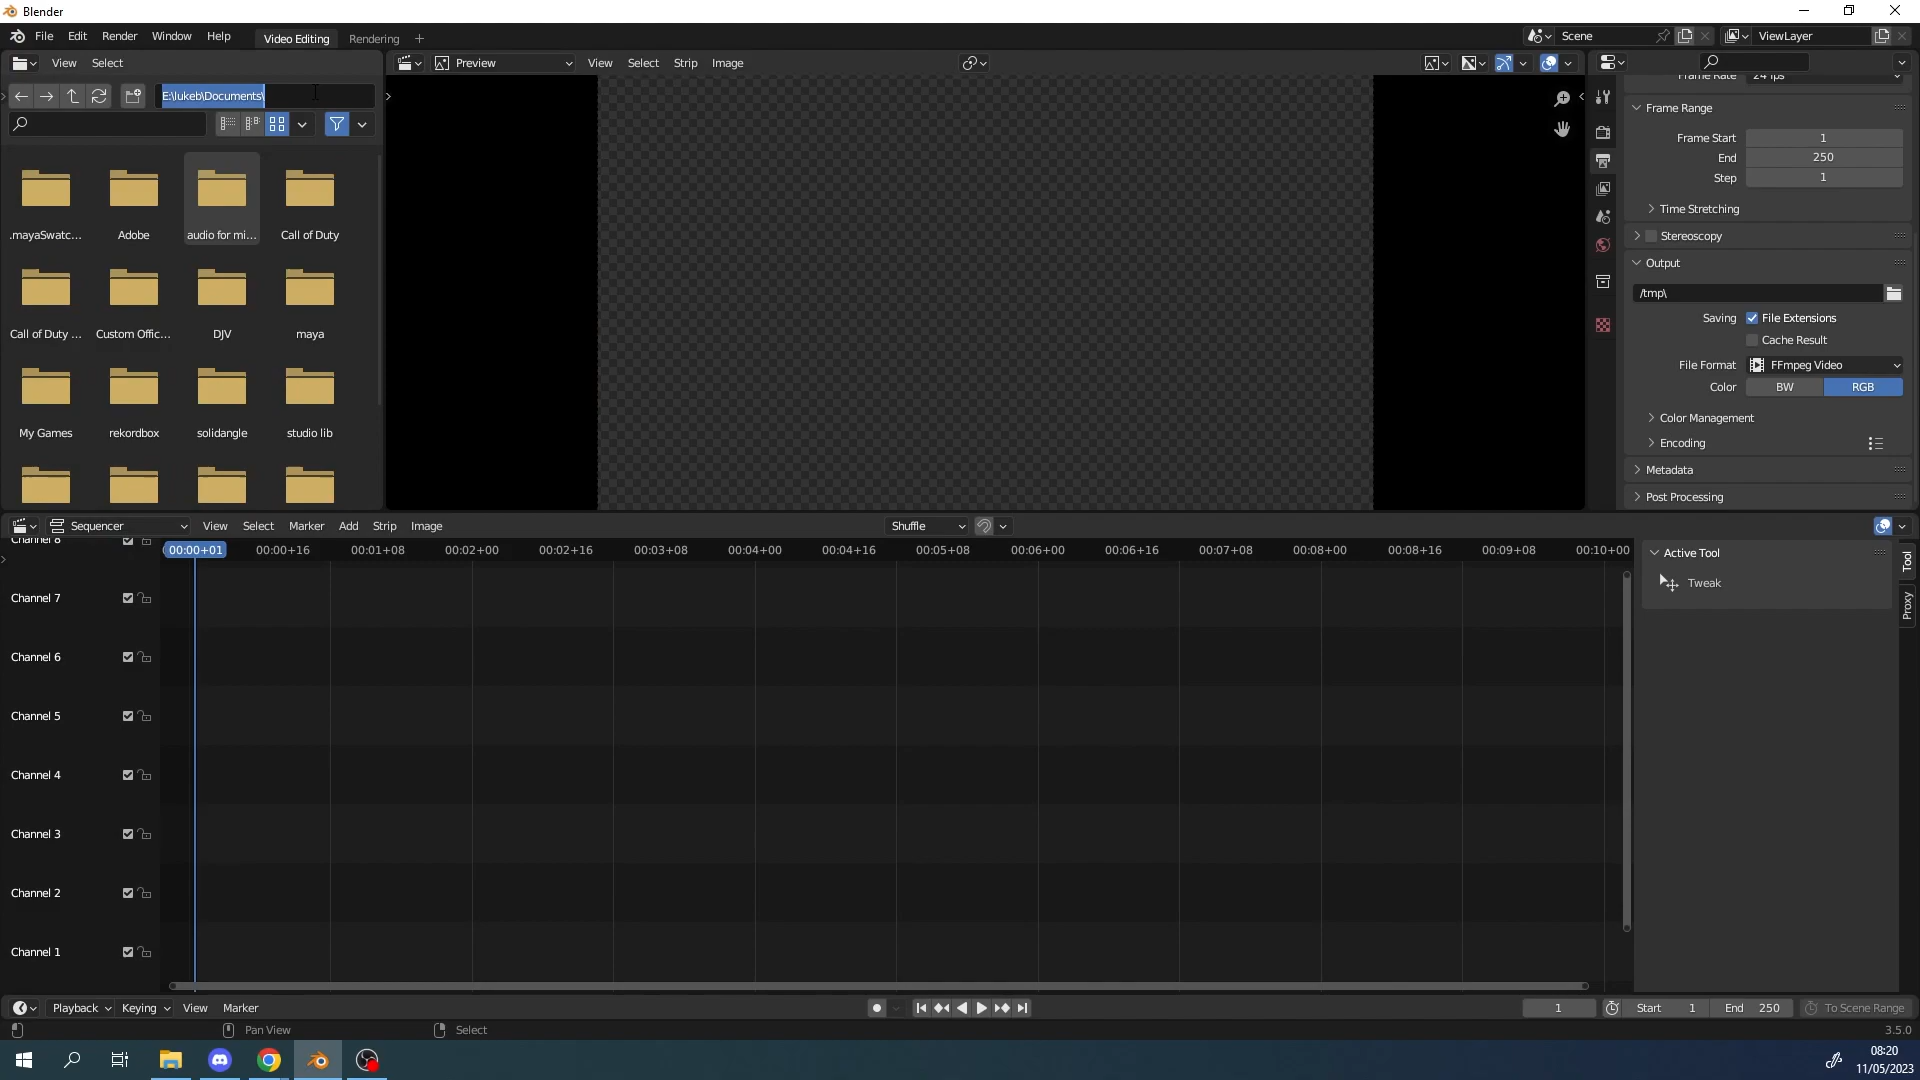 Blender
File Edit Render Window Help Video Editing Rendering + Scene ViewLayer
View Select Preview View Select Strip Image
E:\lukeb\Documents\
.mayaSwatc... Adobe audio for mi... Call of Duty
Call of Duty ... Custom Offic... DJV maya
My Games rekordbox solidangle studio lib
Frame Rate 24 fps
Frame Range
Frame Start 1
End 250
Step 1
Time Stretching
Stereoscopy
Output
/tmp\
Saving File Extensions
Cache Result
File Format FFmpeg Video
Color BW RGB
Color Management
Encoding
Metadata
Post Processing
Sequencer View Select Marker Add Strip Image Shuffle
Channel 8 00:00+01 00:00+16 00:01+08 00:02+00 00:02+16 00:03+08 00:04+00 00:04+16 00:05+08 00:06+00 00:06+16 00:07+08 00:08+00 00:08+16 00:09+08 00:10+00
Channel 7
Channel 6
Channel 5
Channel 4
Channel 3
Channel 2
Channel 1
Active Tool
Tweak
Tool
Proxy
Playback Keying View Marker 1 Start 1 End 250 To Scene Range
Pan View Select 3.5.0
08:20
11/05/2023